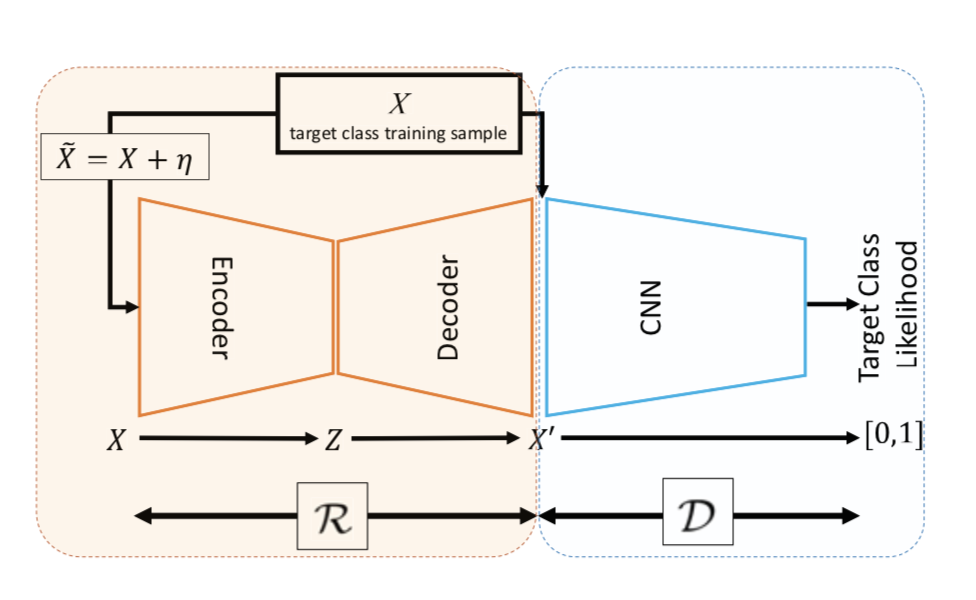 X
target class training sample
X̃ = X + η
Encoder
Decoder
CNN
Target Class
Likelihood
X
Z
X′
[0,1]
ℛ
𝒟